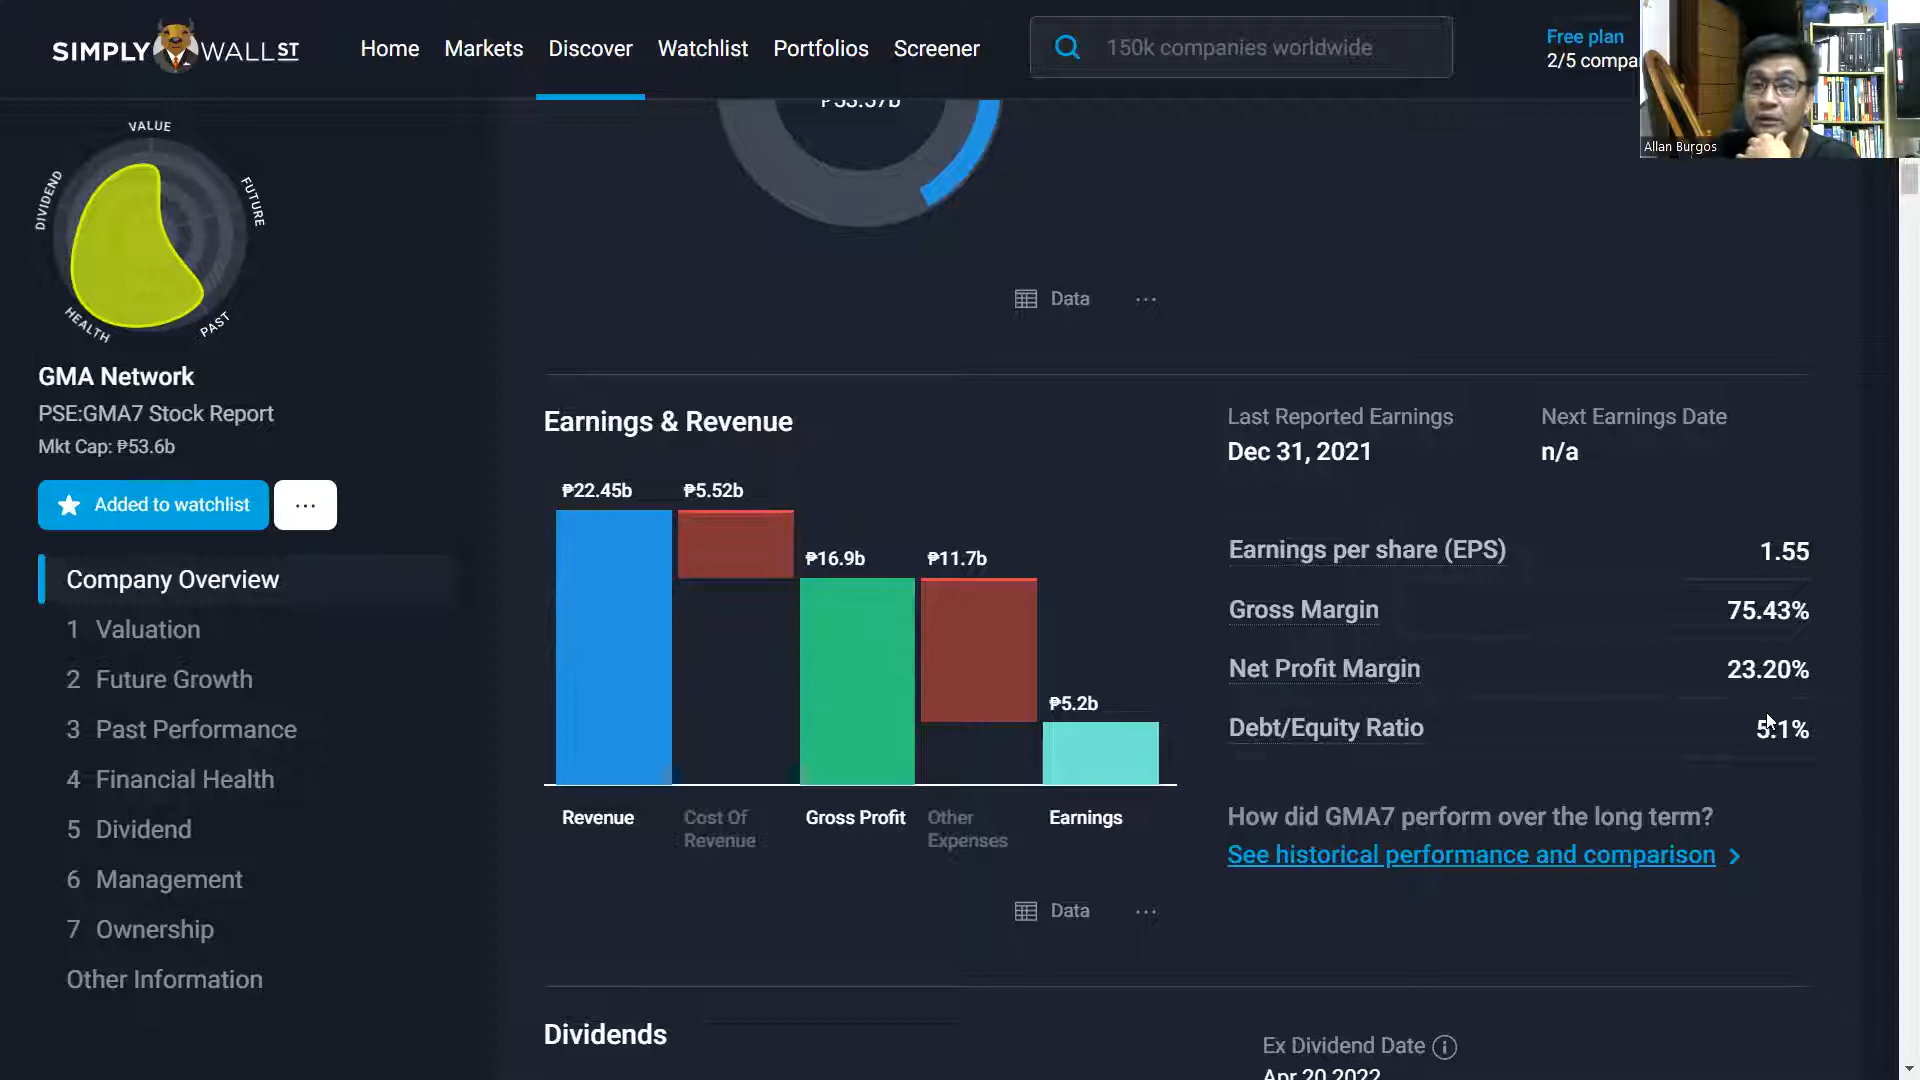 SIMPLY WALL ST
Home
Markets
Discover
Watchlist
Portfolios
Screener
150k companies worldwide
Free plan
2/5 compa
Allan Burgos
VALUE
FUTURE
PAST
HEALTH
DIVIDEND
GMA Network
PSE:GMA7 Stock Report
Mkt Cap: ₱53.6b
Added to watchlist
Company Overview
1 Valuation
2 Future Growth
3 Past Performance
4 Financial Health
5 Dividend
6 Management
7 Ownership
Other Information
₱53.57b
Data
Earnings & Revenue
₱22.45b
₱5.52b
₱16.9b
₱11.7b
₱5.2b
Revenue
Cost Of
Revenue
Gross Profit
Other
Expenses
Earnings
Data
Last Reported Earnings
Dec 31, 2021
Next Earnings Date
n/a
Earnings per share (EPS) 1.55
Gross Margin 75.43%
Net Profit Margin 23.20%
Debt/Equity Ratio 5.1%
How did GMA7 perform over the long term?
See historical performance and comparison
Dividends
Ex Dividend Date
Apr 20 2022